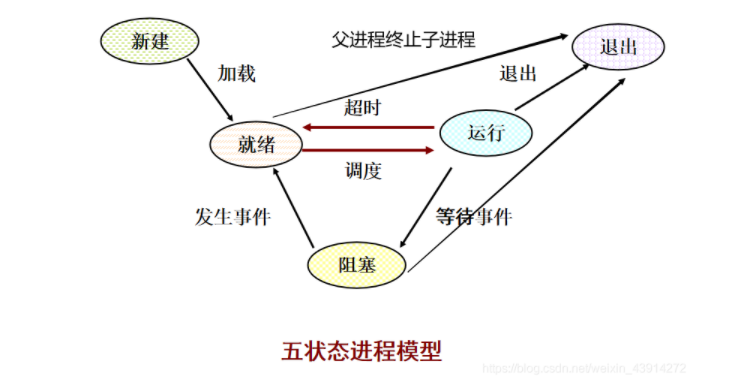 新建
父进程终止子进程
退出
加载
退出
超时
就绪
运行
调度
发生事件
等待事件
阻塞
五状态进程模型
https://blog.csdn.net/weixin_43914272